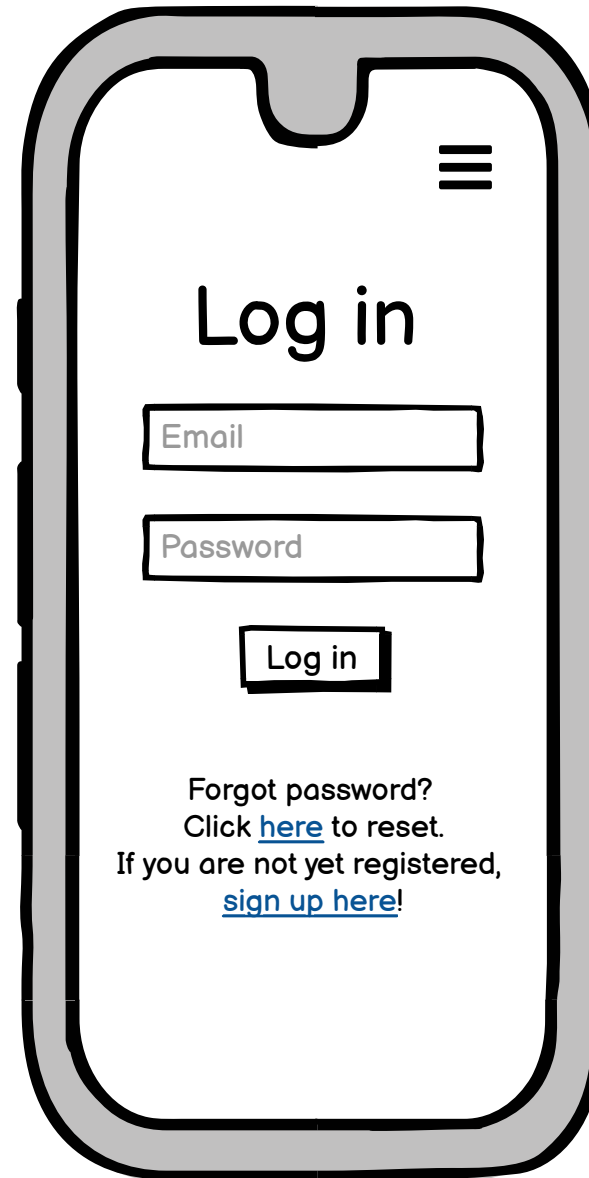 Log in
Email
Password
Log in
Forgot password?
Click here to reset.
If you are not yet registered,
sign up here!